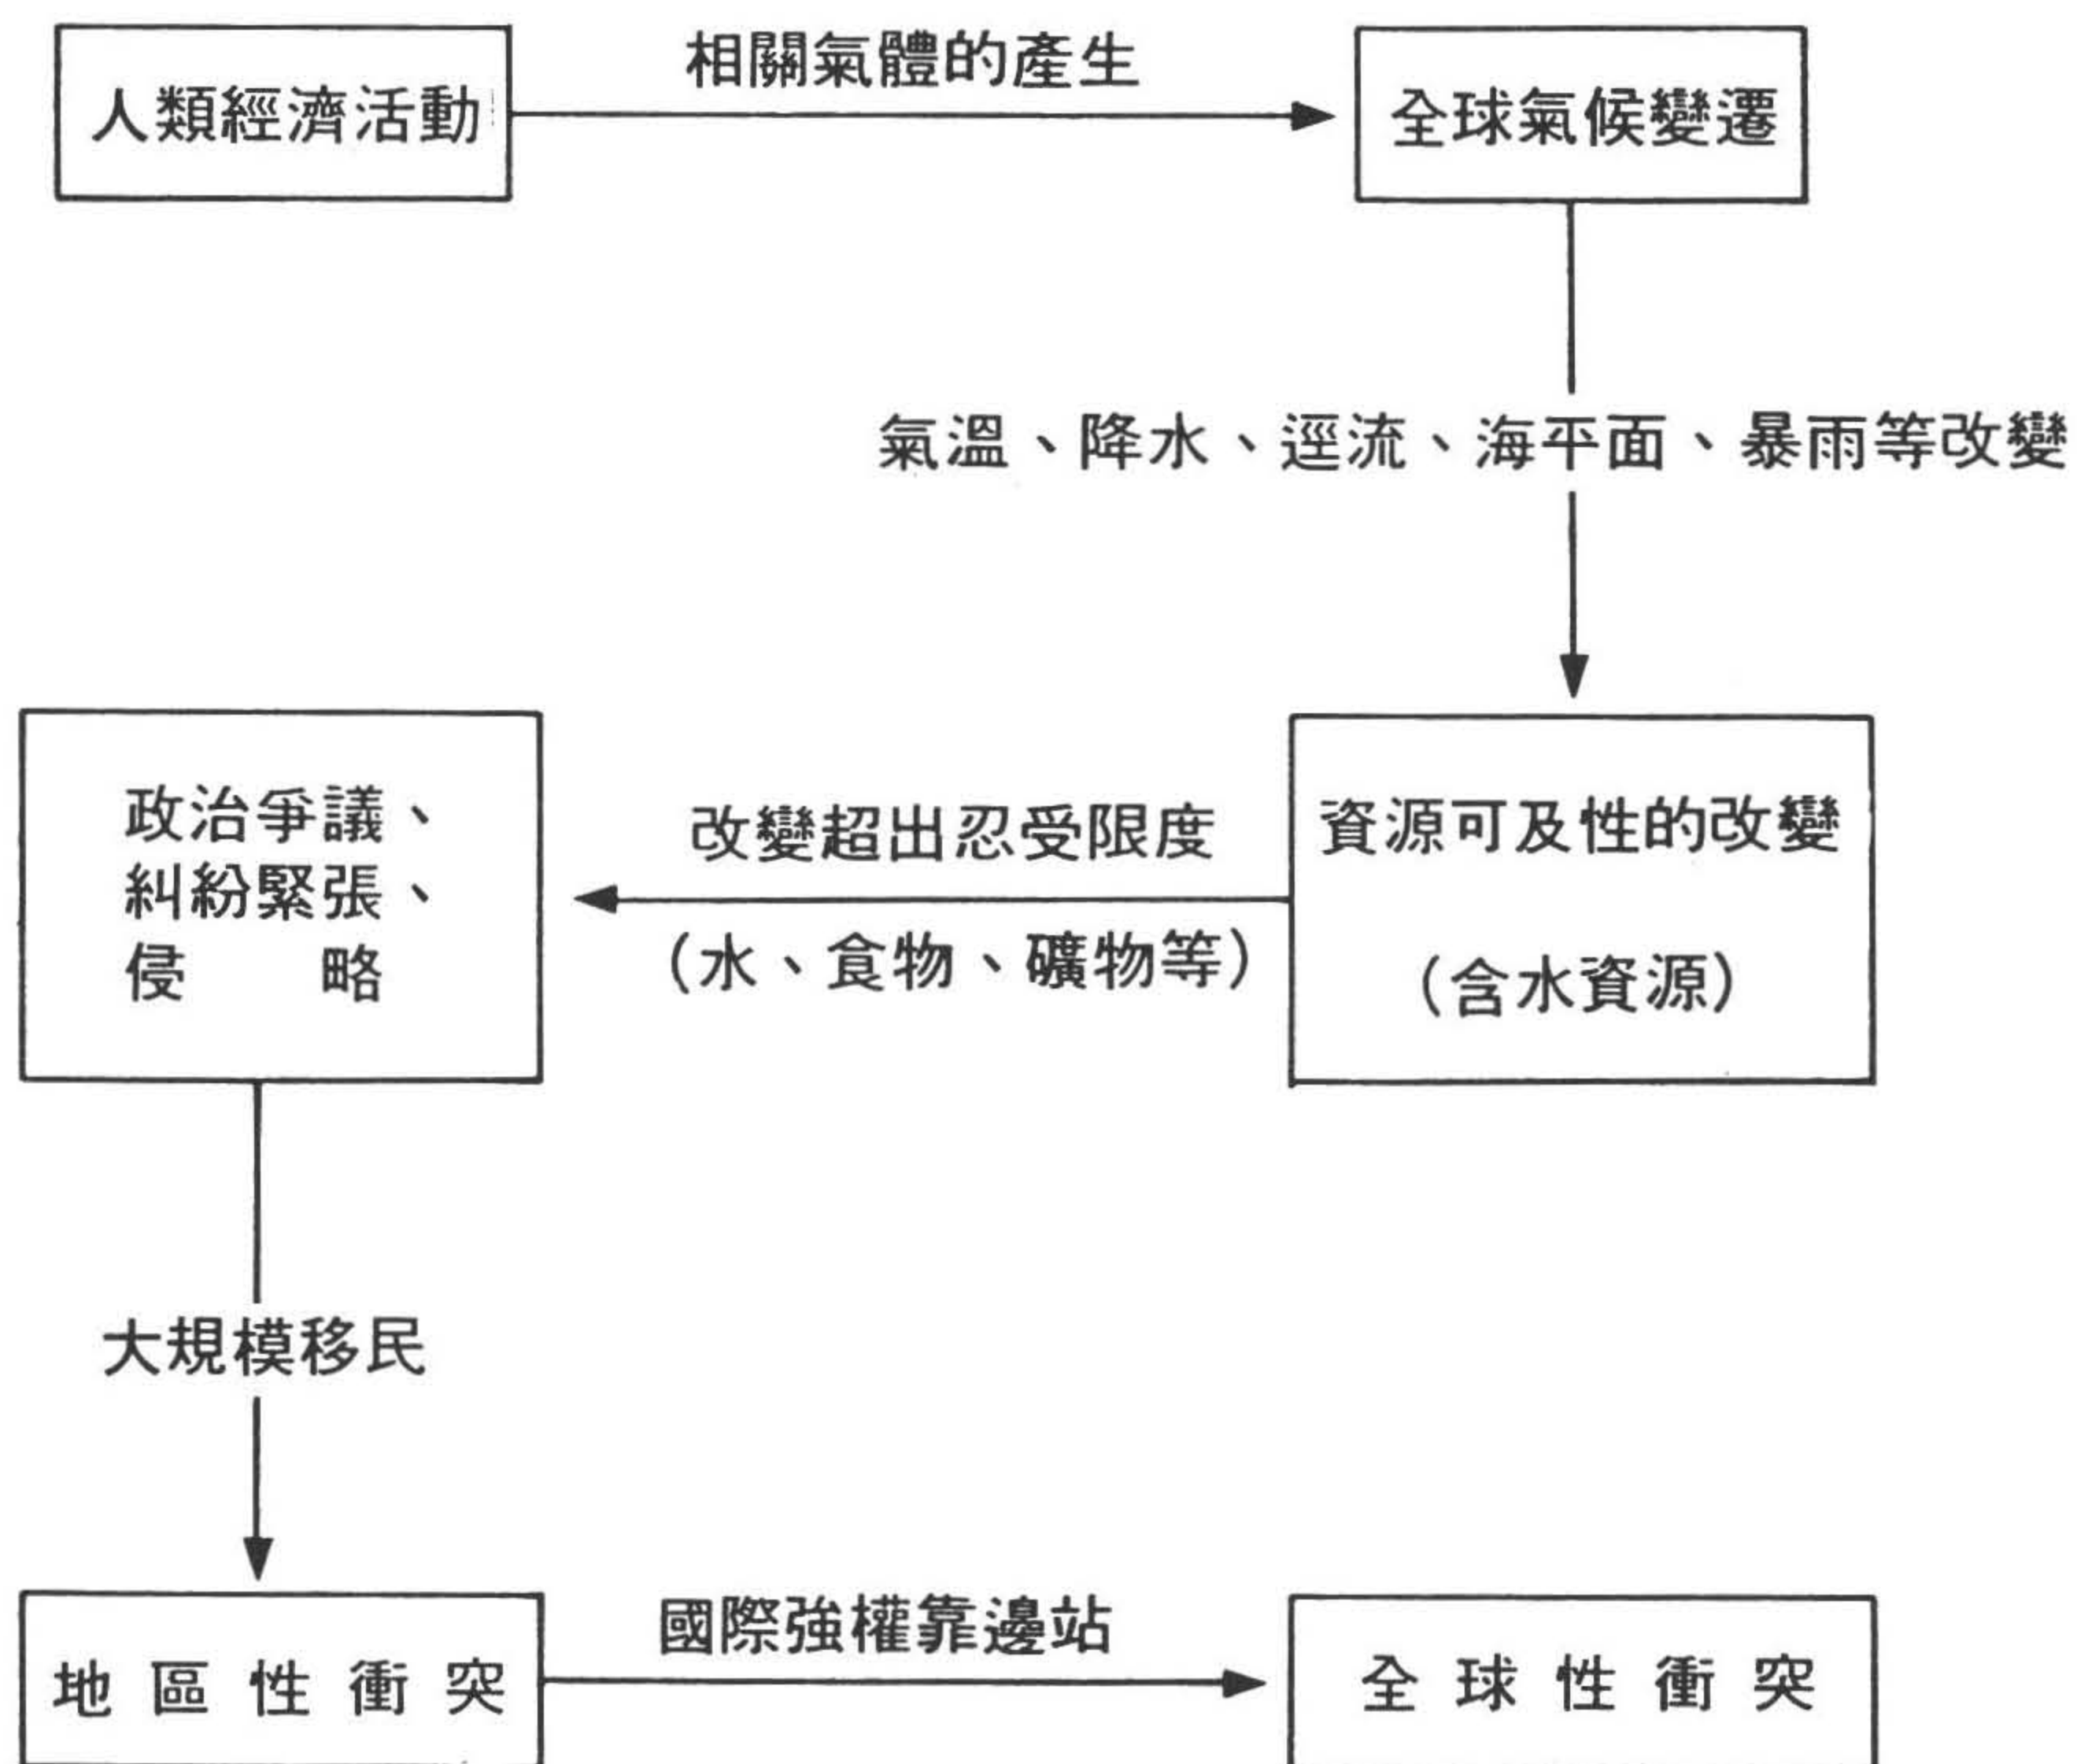 人類經濟活動
相關氣體的產生
全球氣候變遷
氣溫、降水、逕流、海平面、暴雨等改變
資源可及性的改變
（含水資源）
改變超出忍受限度
（水、食物、礦物等）
政治爭議、
糾紛緊張、
侵　略
大規模移民
地區性衝突
國際強權靠邊站
全球性衝突